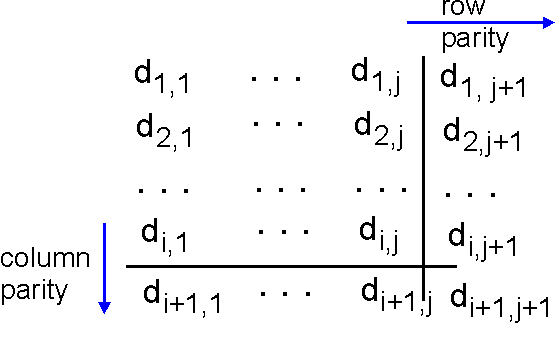 row
parity
d1,1 . . . d1,j d1, j+1
d2,1 . . . d2,j d2,j+1
. . . . . . . . . . . .
di,1 . . . di,j di,j+1
column
parity
di+1,1 . . . di+1,j di+1,j+1